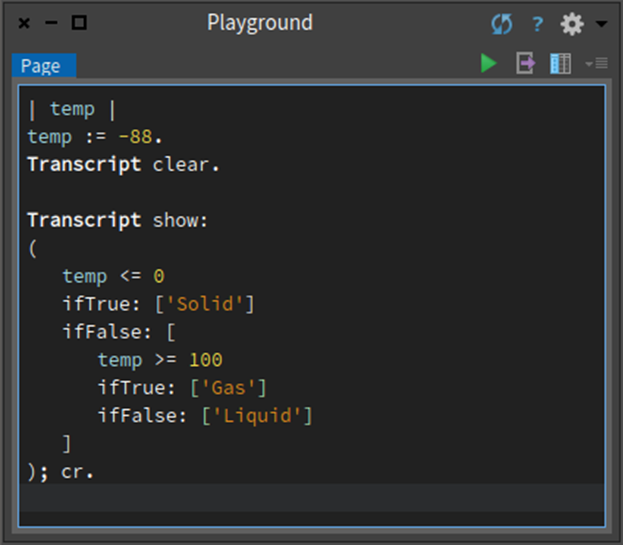 Playground
?
Page
| temp |
temp := -88.
Transcript clear.
Transcript show:
(
temp <= 0
ifTrue: ['Solid']
ifFalse: [
temp >= 100
ifTrue: ['Gas']
ifFalse: ['Liquid']
]
); cr.